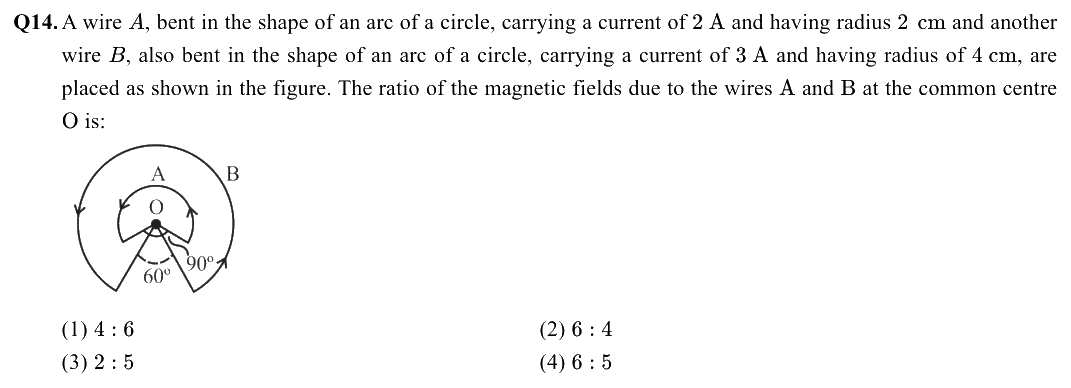 Q14. A wire A, bent in the shape of an arc of a circle, carrying a current of 2 A and having radius 2 cm and another
wire B, also bent in the shape of an arc of a circle, carrying a current of 3 A and having radius of 4 cm, are
placed as shown in the figure. The ratio of the magnetic fields due to the wires A and B at the common centre
O is:
A B
O
90°
60°
(1) 4 : 6 (2) 6 : 4
(3) 2 : 5 (4) 6 : 5